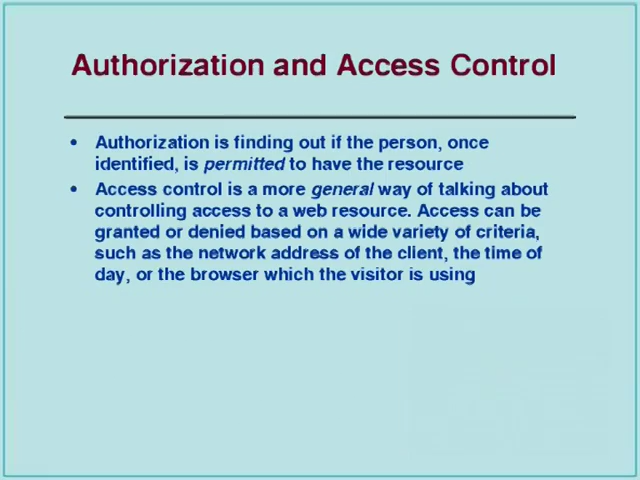 Authorization and Access Control
• Authorization is finding out if the person, once
identified, is permitted to have the resource
• Access control is a more general way of talking about
controlling access to a web resource. Access can be
granted or denied based on a wide variety of criteria,
such as the network address of the client, the time of
day, or the browser which the visitor is using